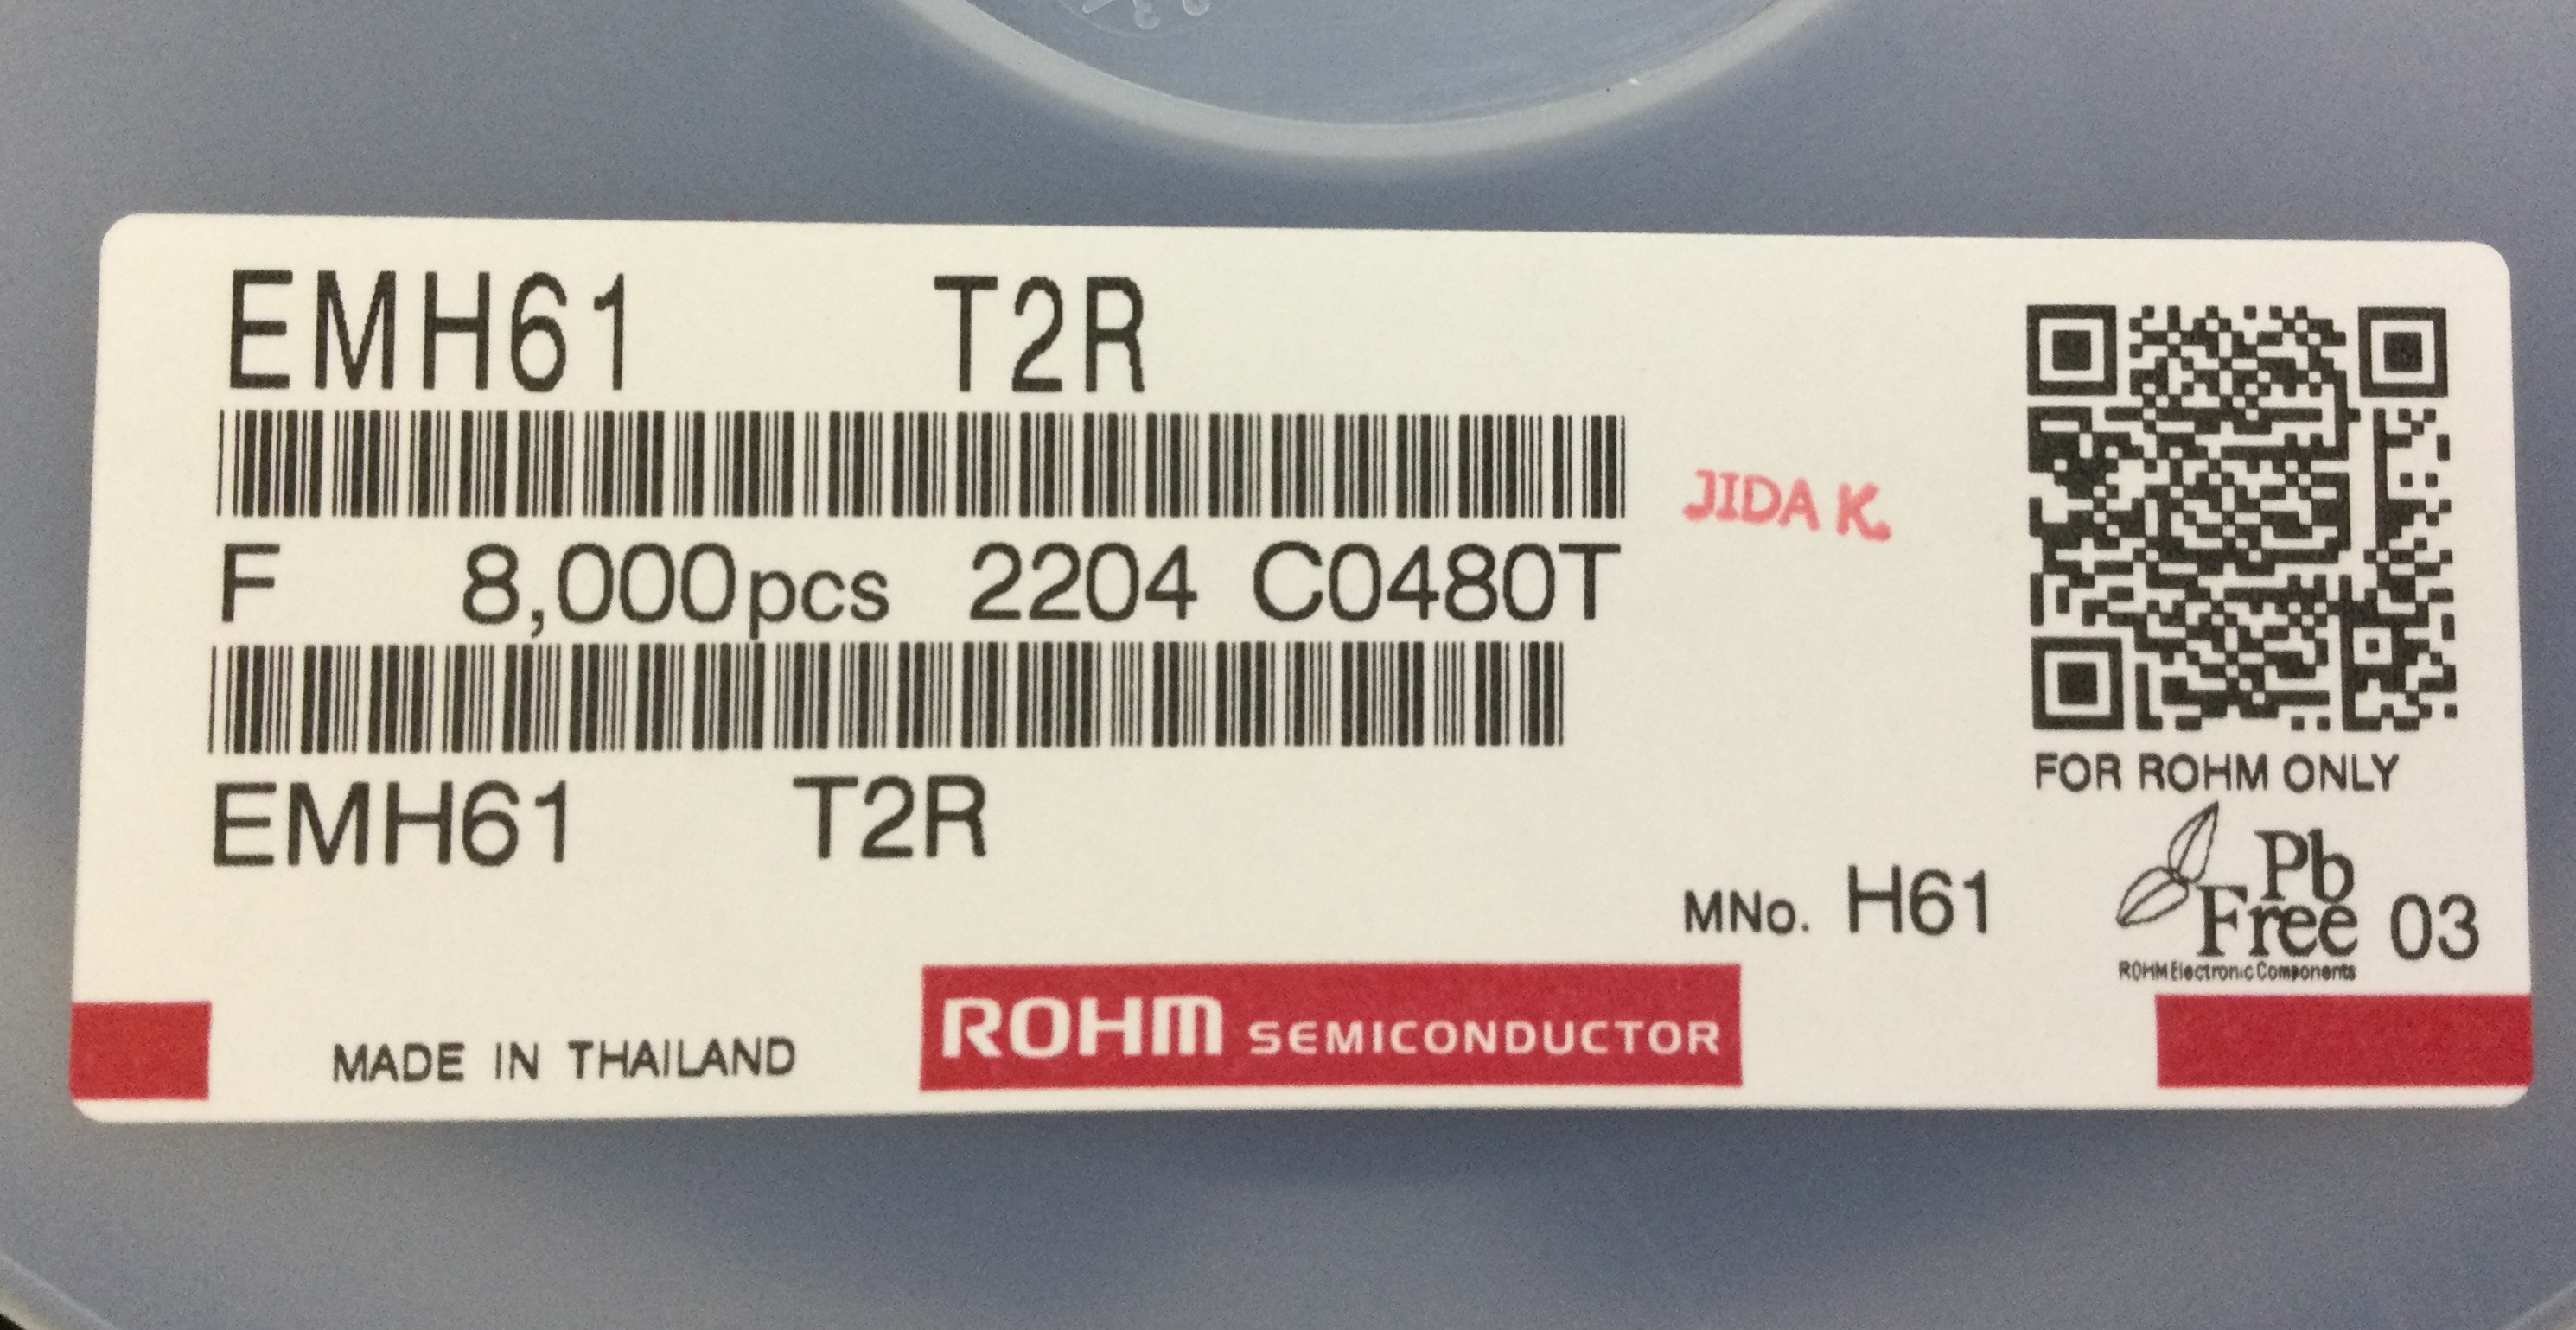 EMH61 T2R
JIDA K.
F 8,000pcs 2204 C0480T
FOR ROHM ONLY
EMH61 T2R
MNo. H61
Pb
Free 03
ROHM Electronic Components
MADE IN THAILAND
ROHM SEMICONDUCTOR